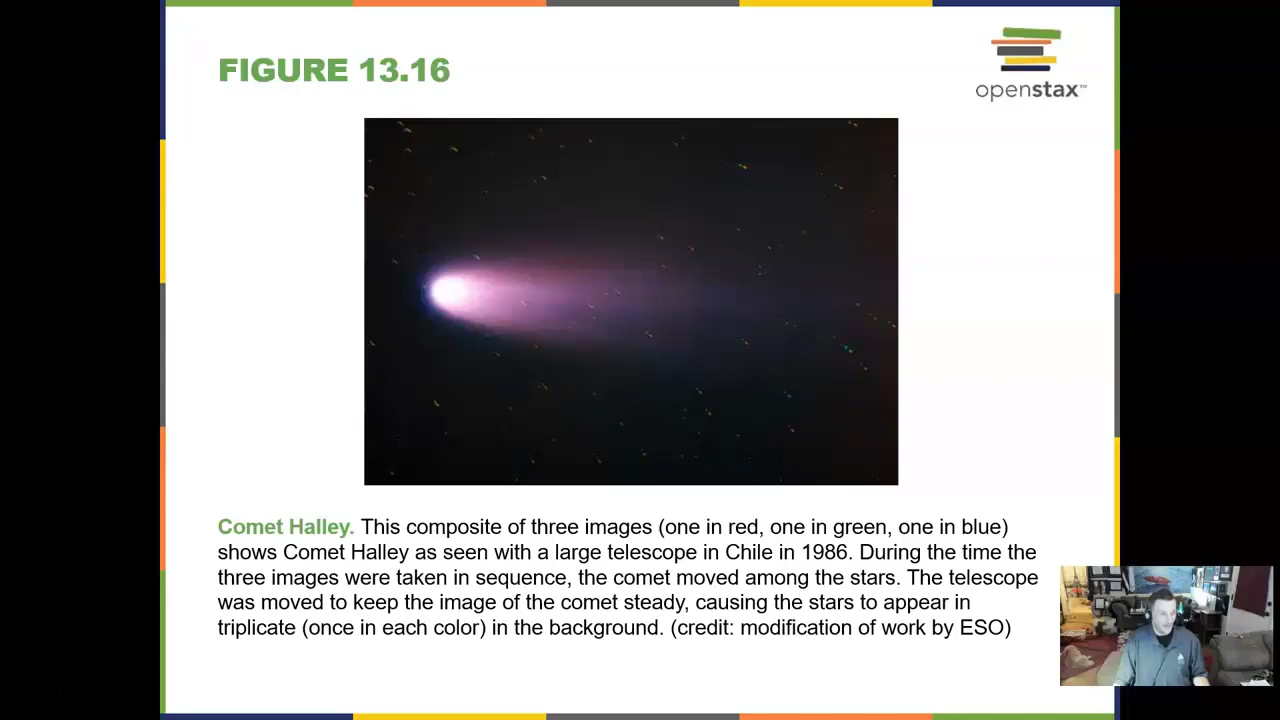 FIGURE 13.16
openstax™
Comet Halley. This composite of three images (one in red, one in green, one in blue)
shows Comet Halley as seen with a large telescope in Chile in 1986. During the time the
three images were taken in sequence, the comet moved among the stars. The telescope
was moved to keep the image of the comet steady, causing the stars to appear in
triplicate (once in each color) in the background. (credit: modification of work by ESO)